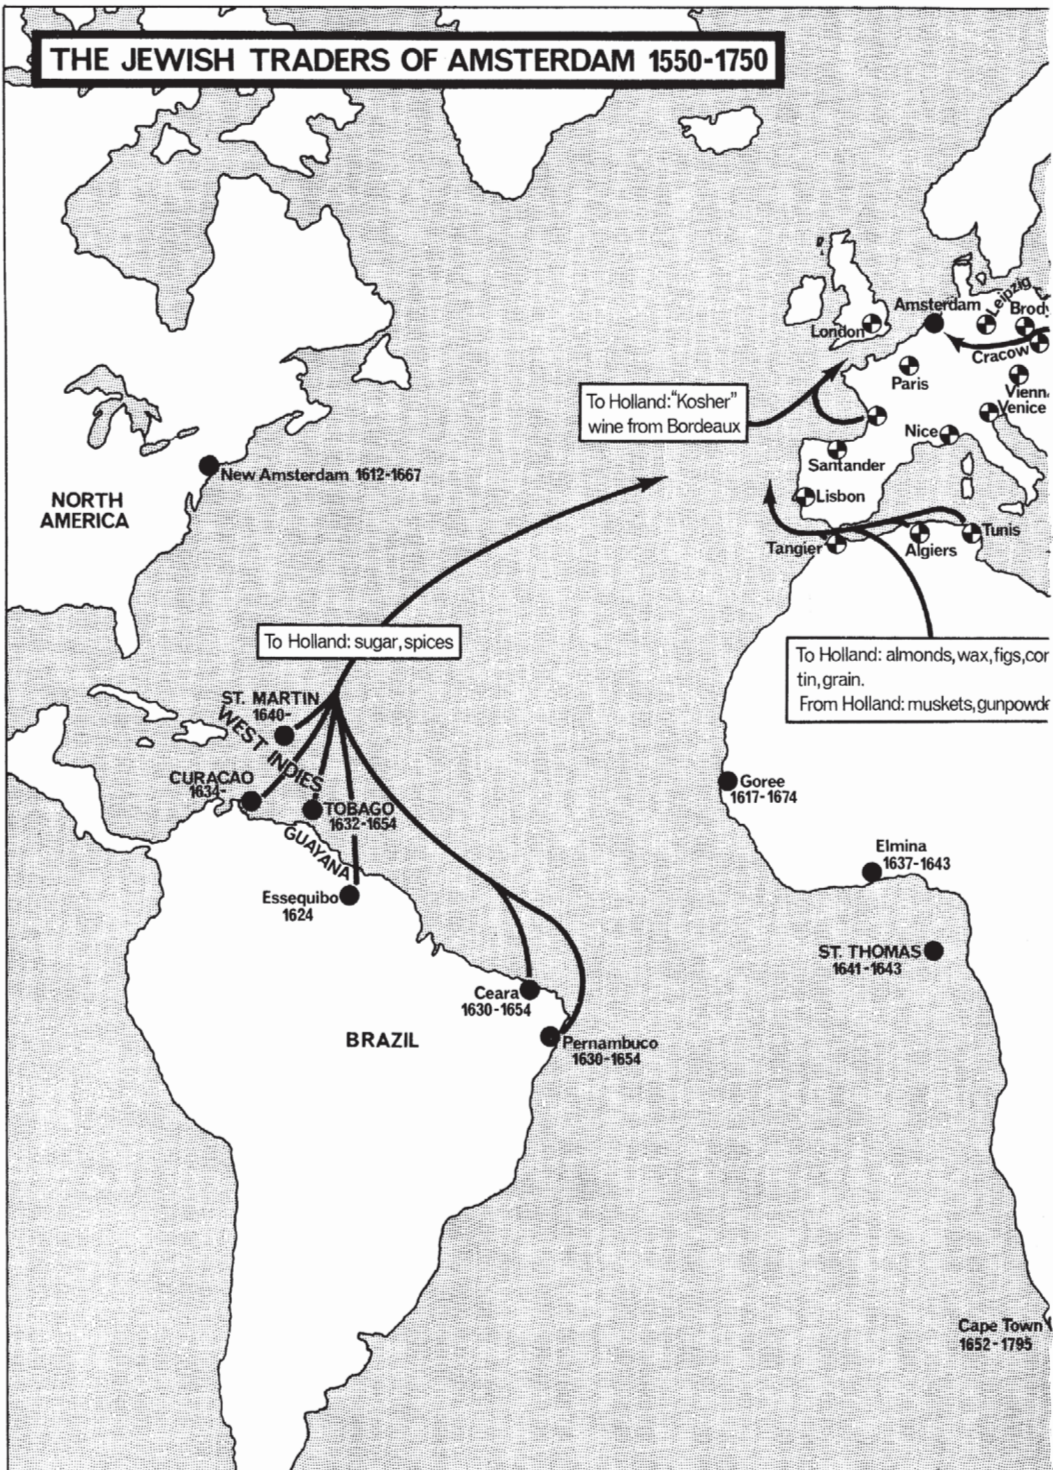 THE JEWISH TRADERS OF AMSTERDAM 1550-1750
Amsterdam
Leipzig
Brody
London
Cracow
Paris
Vienn
Venice
To Holland: "Kosher"
wine from Bordeaux
Nice
Santander
New Amsterdam 1612-1667
NORTH
AMERICA
Lisbon
Tunis
Tangier
Algiers
To Holland: sugar, spices
To Holland: almonds, wax, figs, cor
tin, grain.
From Holland: muskets, gunpowde
ST. MARTIN
1640-
WEST INDIES
CURACAO
1634-
TOBAGO
1632-1654
GUAYANA
Goree
1617-1674
Elmina
1637-1643
Essequibo
1624
ST. THOMAS
1641-1643
Ceara
1630-1654
BRAZIL
Pernambuco
1630-1654
Cape Town
1652-1795